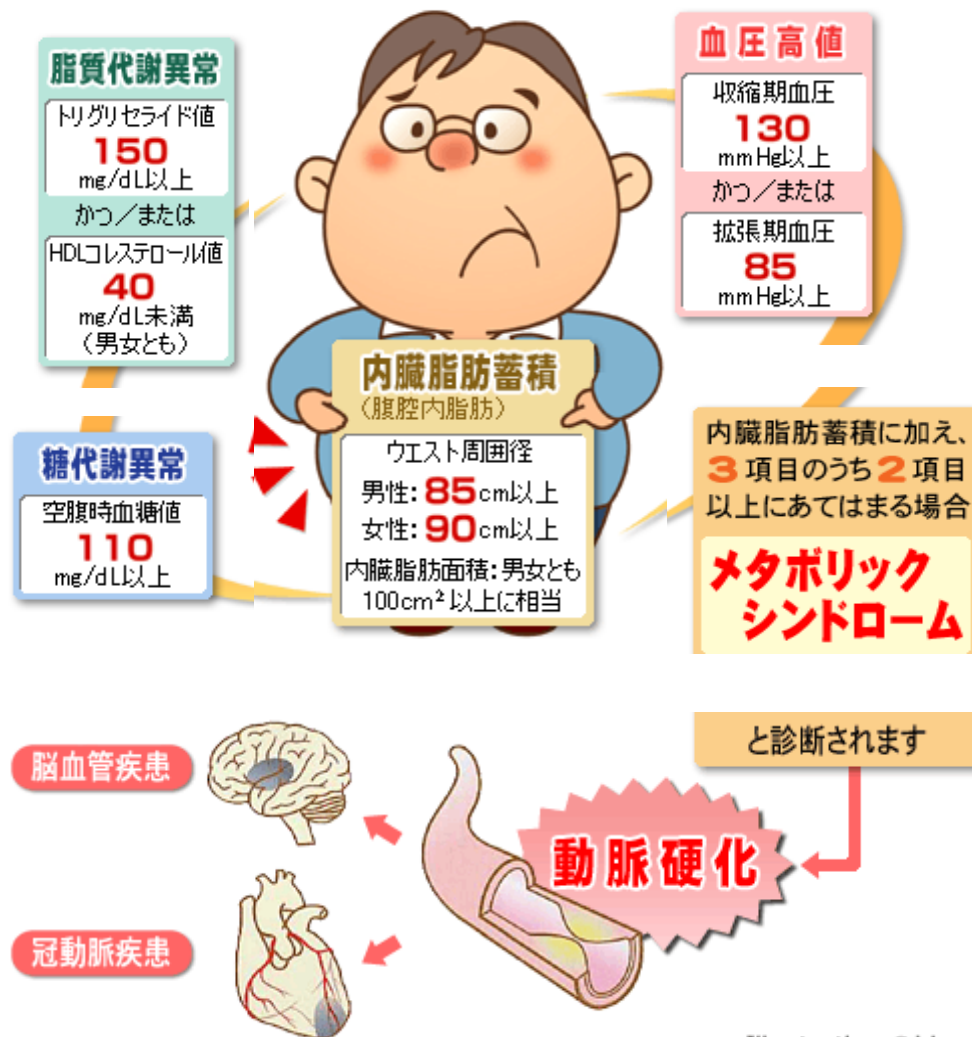 脂質代謝異常
トリグリセライド値
150
mg/dL以上
かつ/または
HDLコレステロール値
40
mg/dL未満
(男女とも)
血圧高値
収縮期血圧
130
mmHg以上
かつ/または
拡張期血圧
85
mmHg以上
糖代謝異常
空腹時血糖値
110
mg/dL以上
内臓脂肪蓄積
(腹腔内脂肪)
ウエスト周囲径
男性:85cm以上
女性:90cm以上
内臓脂肪面積:男女とも
100cm²以上に相当
内臓脂肪蓄積に加え、
3項目のうち2項目
以上にあてはまる場合
メタボリック
シンドローム
と診断されます
動脈硬化
脳血管疾患
冠動脈疾患